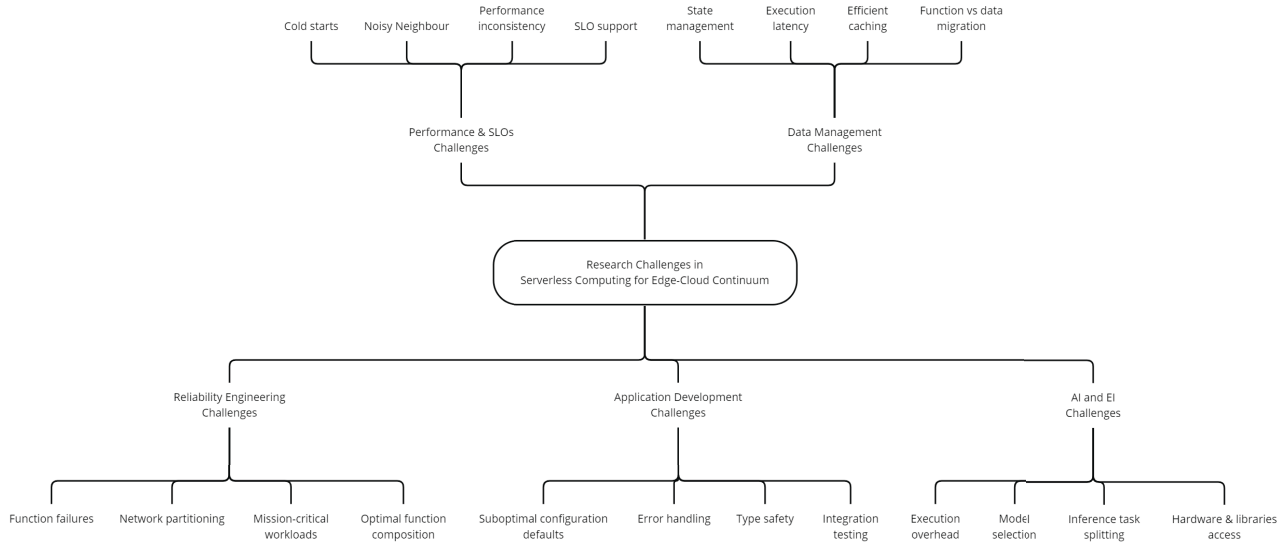 Cold starts
Noisy Neighbour
Performance
inconsistency
SLO support
State
management
Execution
latency
Efficient
caching
Function vs data
migration
Performance & SLOs
Challenges
Data Management
Challenges
Research Challenges in
Serverless Computing for Edge-Cloud Continuum
Reliability Engineering
Challenges
Application Development
Challenges
AI and EI
Challenges
Function failures
Network partitioning
Mission-critical
workloads
Optimal function
composition
Suboptimal configuration
defaults
Error handling
Type safety
Integration
testing
Execution
overhead
Model
selection
Inference task
splitting
Hardware & libraries
access